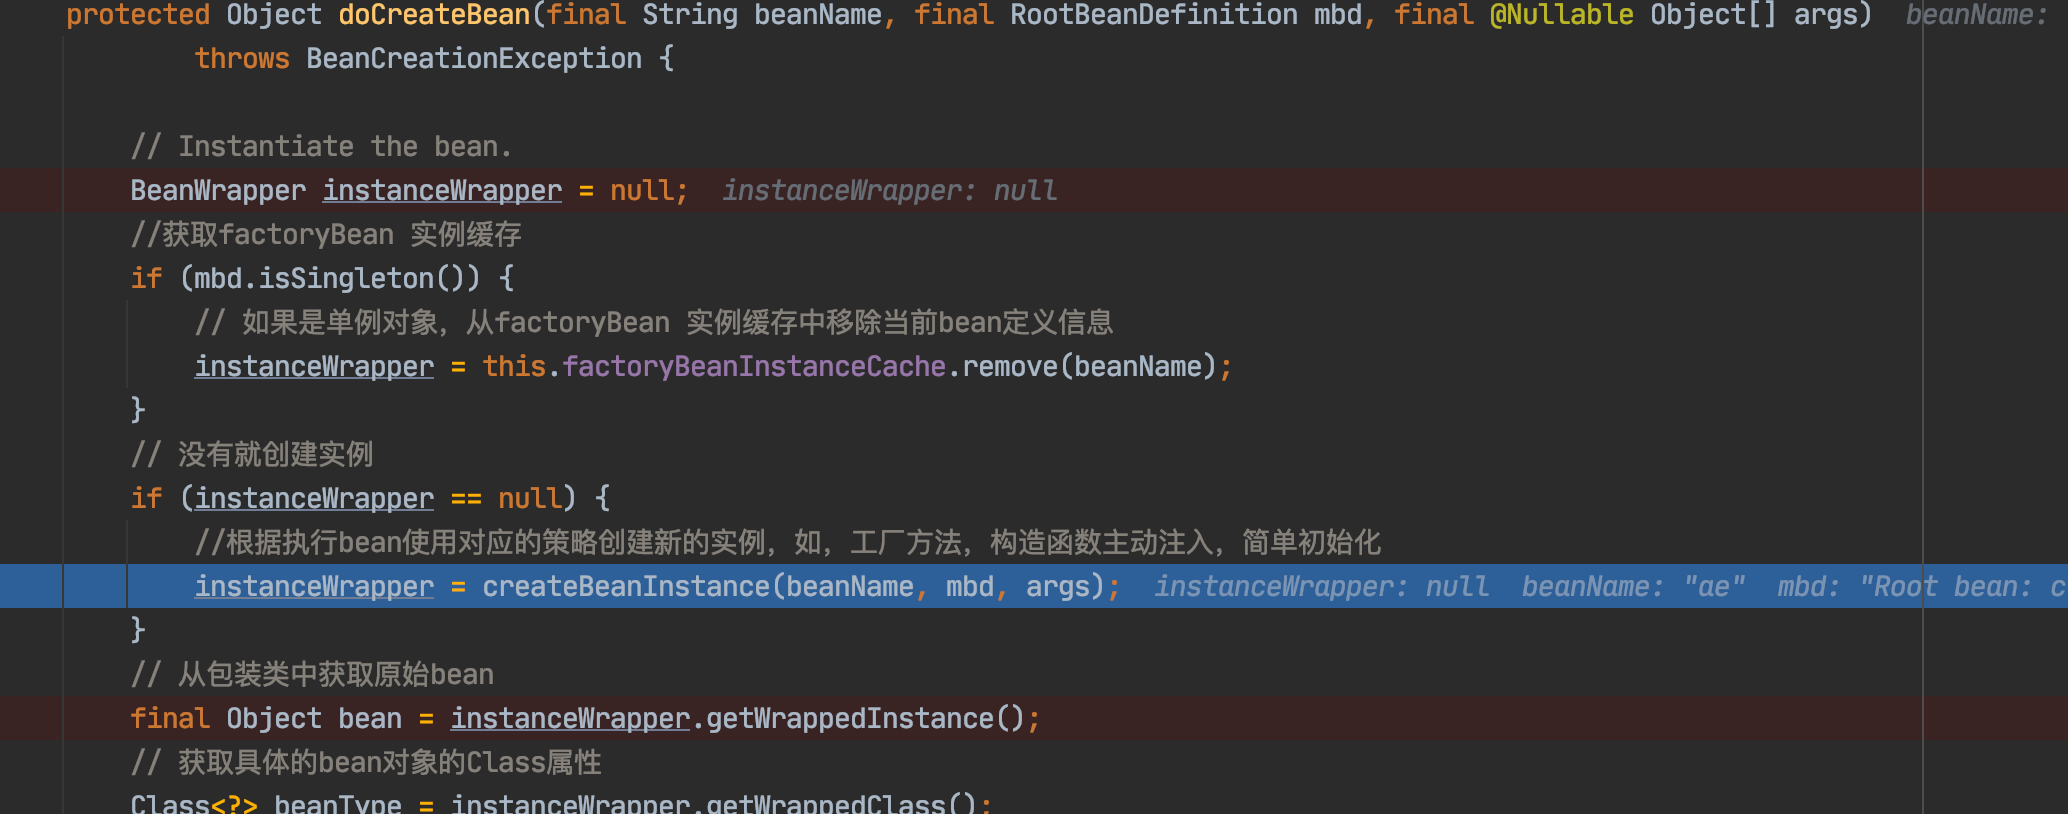 protected Object doCreateBean(final String beanName, final RootBeanDefinition mbd, final @Nullable Object[] args)  beanName:
throws BeanCreationException {
// Instantiate the bean.
BeanWrapper instanceWrapper = null;  instanceWrapper: null
//获取factoryBean 实例缓存
if (mbd.isSingleton()) {
// 如果是单例对象，从factoryBean 实例缓存中移除当前bean定义信息
instanceWrapper = this.factoryBeanInstanceCache.remove(beanName);
}
// 没有就创建实例
if (instanceWrapper == null) {
//根据执行bean使用对应的策略创建新的实例，如，工厂方法，构造函数主动注入，简单初始化
instanceWrapper = createBeanInstance(beanName, mbd, args);  instanceWrapper: null  beanName: "ae"  mbd: "Root bean: c
}
// 从包装类中获取原始bean
final Object bean = instanceWrapper.getWrappedInstance();
// 获取具体的bean对象的Class属性
Class<?> beanType = instanceWrapper.getWrappedClass();